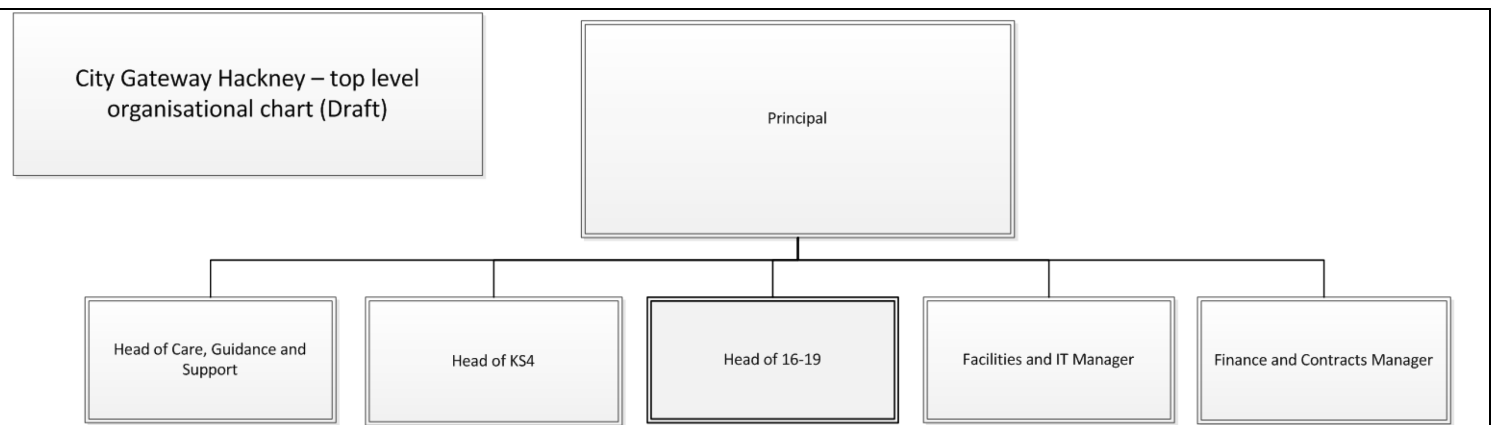 City Gateway Hackney – top level
organisational chart (Draft)
Principal
Head of Care, Guidance and
Support
Head of KS4
Head of 16-19
Facilities and IT Manager
Finance and Contracts Manager